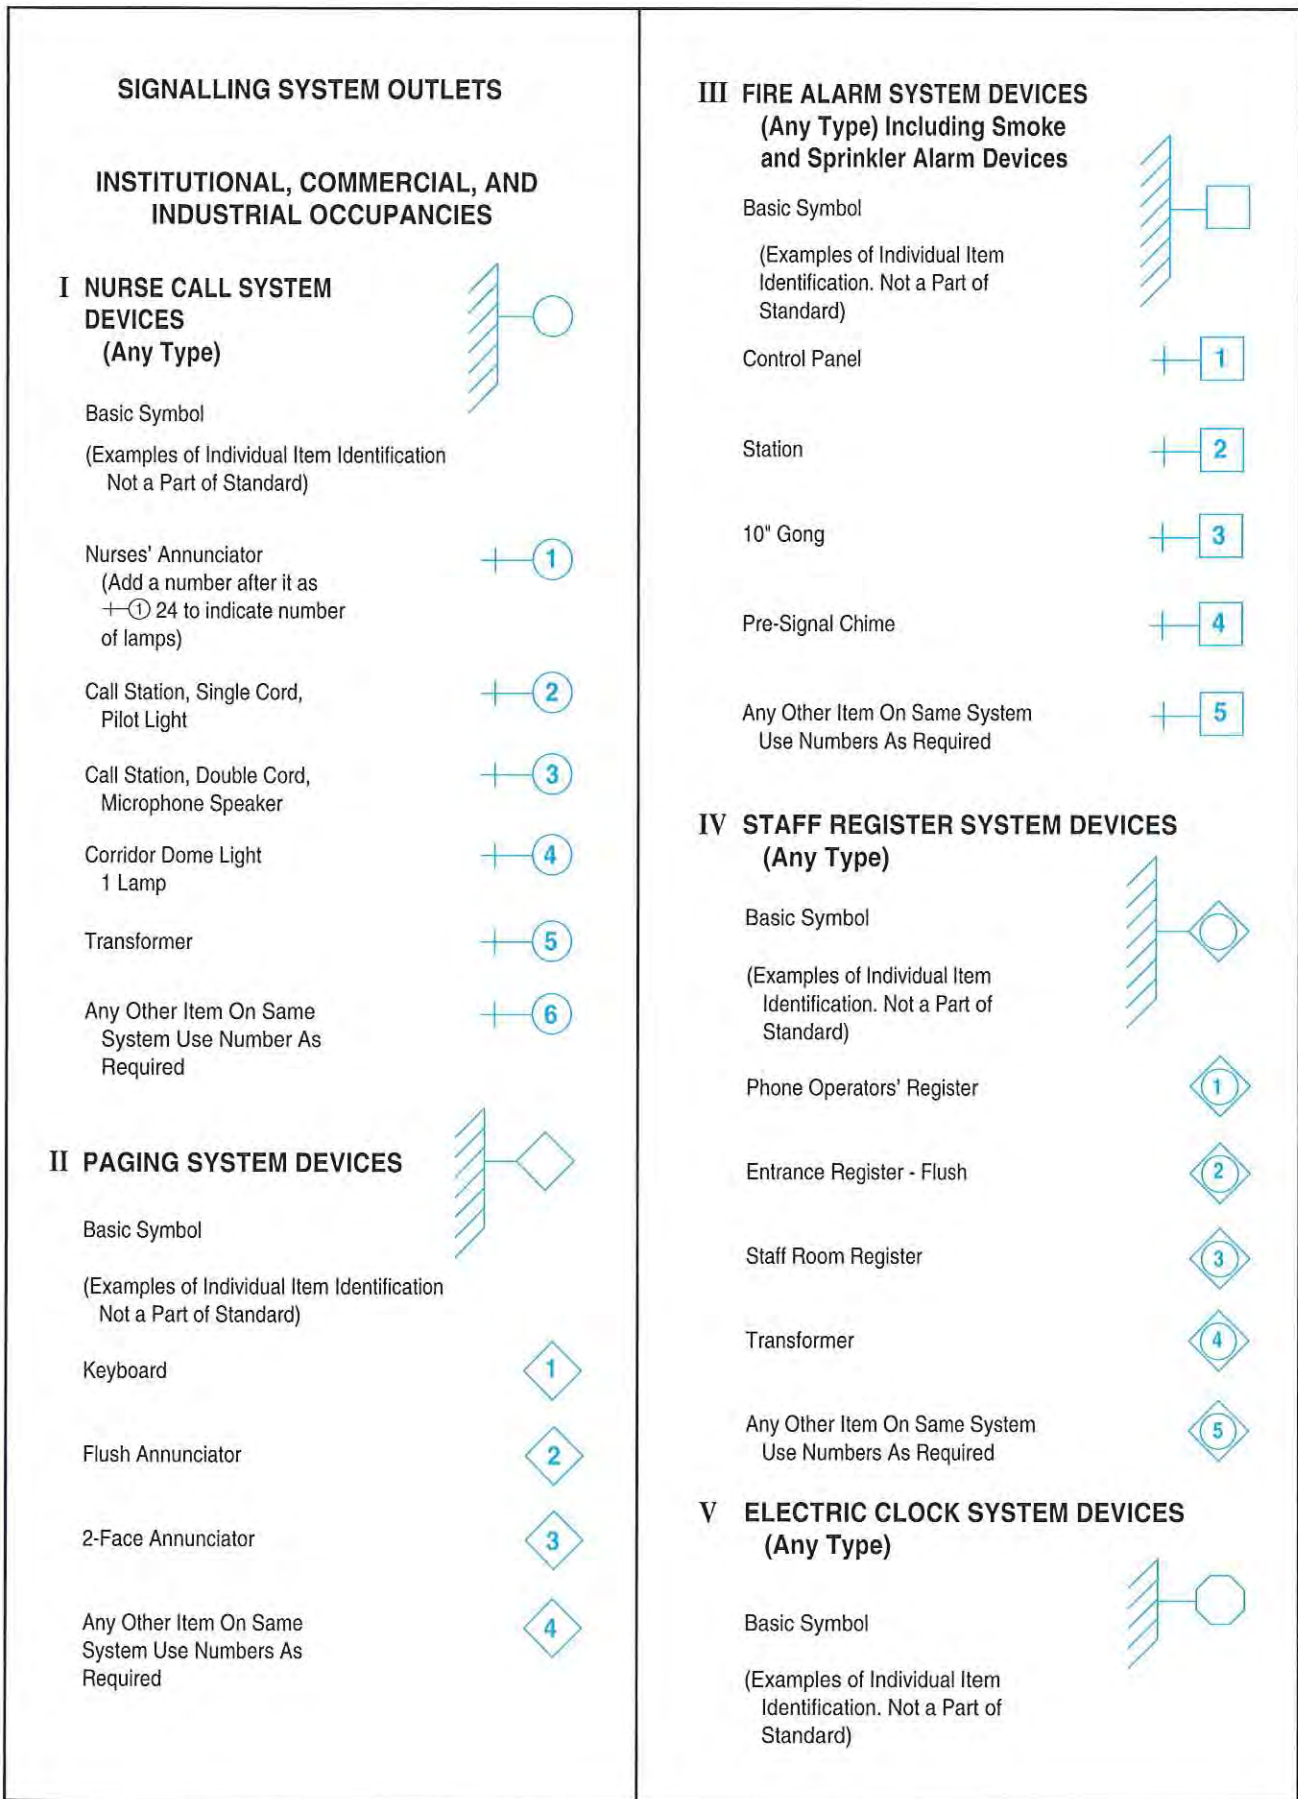 SIGNALLING SYSTEM OUTLETS
INSTITUTIONAL, COMMERCIAL, AND
INDUSTRIAL OCCUPANCIES
I NURSE CALL SYSTEM
DEVICES
(Any Type)
Basic Symbol
(Examples of Individual Item Identification
Not a Part of Standard)
Nurses' Annunciator 1
(Add a number after it as
1 24 to indicate number
of lamps)
Call Station, Single Cord, 2
Pilot Light
Call Station, Double Cord, 3
Microphone Speaker
Corridor Dome Light 4
1 Lamp
Transformer 5
Any Other Item On Same 6
System Use Number As
Required
II PAGING SYSTEM DEVICES
Basic Symbol
(Examples of Individual Item Identification
Not a Part of Standard)
Keyboard 1
Flush Annunciator 2
2-Face Annunciator 3
Any Other Item On Same 4
System Use Numbers As
Required
III FIRE ALARM SYSTEM DEVICES
(Any Type) Including Smoke
and Sprinkler Alarm Devices
Basic Symbol
(Examples of Individual Item
Identification. Not a Part of
Standard)
Control Panel 1
Station 2
10" Gong 3
Pre-Signal Chime 4
Any Other Item On Same System 5
Use Numbers As Required
IV STAFF REGISTER SYSTEM DEVICES
(Any Type)
Basic Symbol
(Examples of Individual Item
Identification. Not a Part of
Standard)
Phone Operators' Register 1
Entrance Register - Flush 2
Staff Room Register 3
Transformer 4
Any Other Item On Same System 5
Use Numbers As Required
V ELECTRIC CLOCK SYSTEM DEVICES
(Any Type)
Basic Symbol
(Examples of Individual Item
Identification. Not a Part of
Standard)